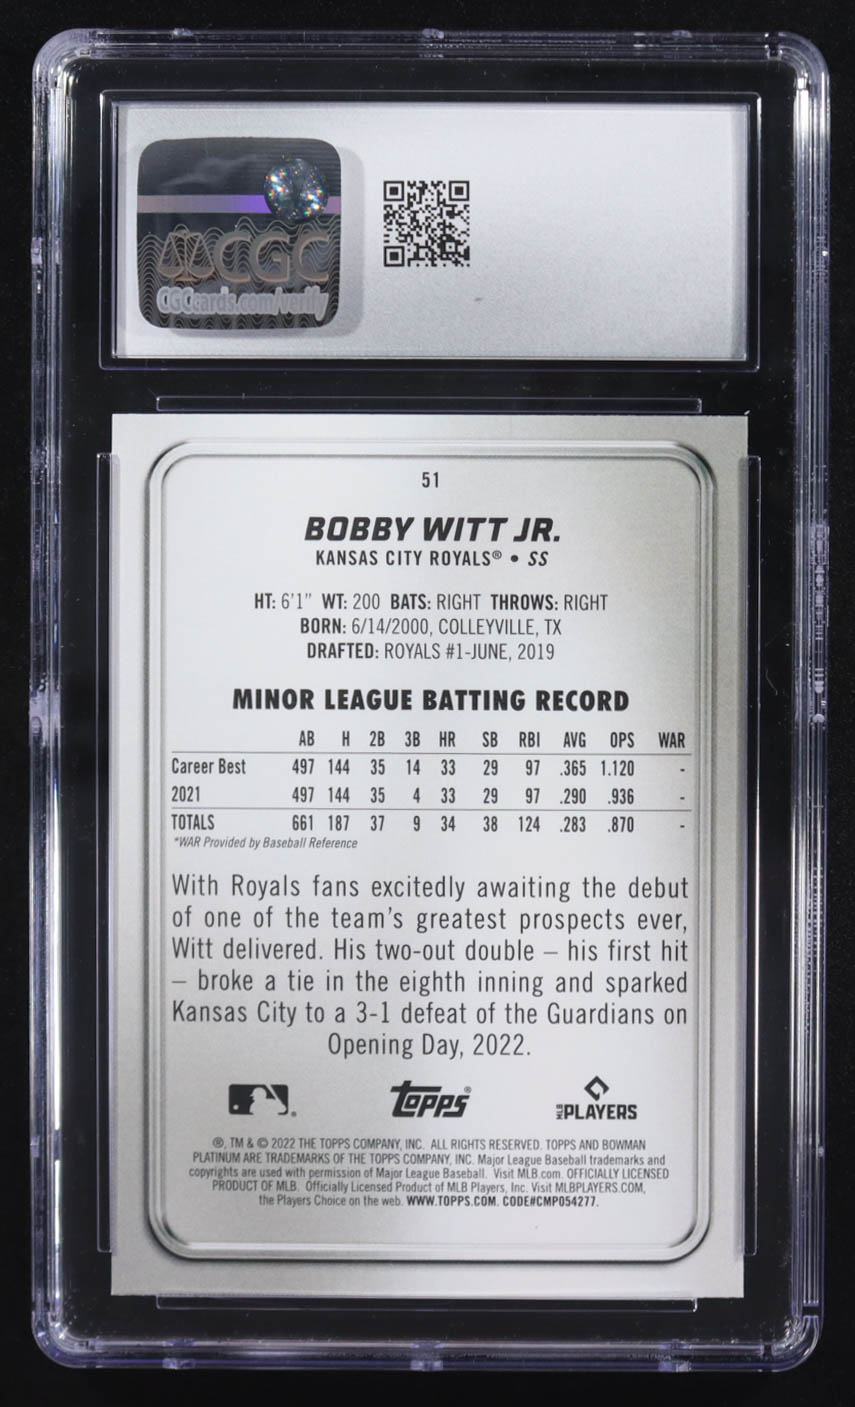 CGC
CGCcards.com/verify
51
BOBBY WITT JR.
KANSAS CITY ROYALS® • SS
HT: 6'1" WT: 200 BATS: RIGHT THROWS: RIGHT
BORN: 6/14/2000, COLLEYVILLE, TX
DRAFTED: ROYALS #1-JUNE, 2019
MINOR LEAGUE BATTING RECORD
AB H 2B 3B HR SB RBI AVG OPS WAR
Career Best 497 144 35 14 33 29 97 .365 1.120 -
2021 497 144 35 4 33 29 97 .290 .936 -
TOTALS 661 187 37 9 34 38 124 .283 .870 -
*WAR Provided by Baseball Reference
With Royals fans excitedly awaiting the debut
of one of the team's greatest prospects ever,
Witt delivered. His two-out double – his first hit
– broke a tie in the eighth inning and sparked
Kansas City to a 3-1 defeat of the Guardians on
Opening Day, 2022.
® topps® MLB PLAYERS
®, TM & © 2022 THE TOPPS COMPANY, INC. ALL RIGHTS RESERVED. TOPPS AND BOWMAN
PLATINUM ARE TRADEMARKS OF THE TOPPS COMPANY, INC. Major League Baseball trademarks and
copyrights are used with permission of Major League Baseball. Visit MLB.com. OFFICIALLY LICENSED
PRODUCT OF MLB. Officially Licensed Product of MLB Players, Inc. Visit MLBPLAYERS.COM,
the Players Choice on the web. WWW.TOPPS.COM. CODE#CMP054277.